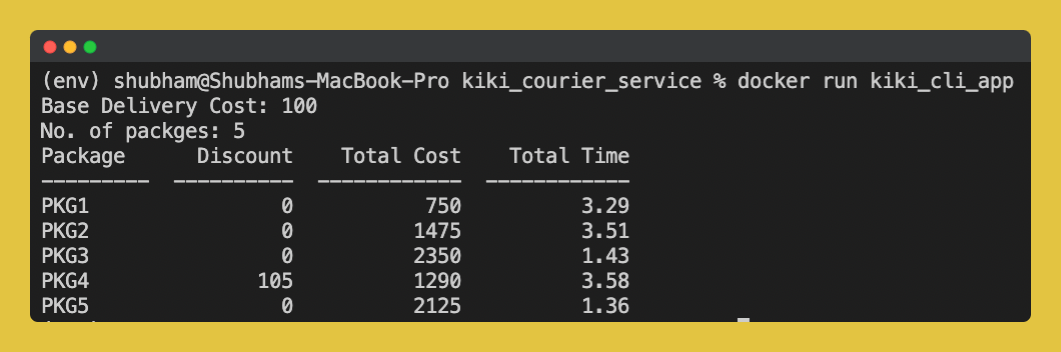 (env) shubham@Shubhams-MacBook-Pro kiki_courier_service % docker run kiki_cli_app
Base Delivery Cost: 100
No. of packges: 5
Package      Discount    Total Cost    Total Time
---------  ----------  ------------  ------------
PKG1                0           750          3.29
PKG2                0          1475          3.51
PKG3                0          2350          1.43
PKG4              105          1290          3.58
PKG5                0          2125          1.36